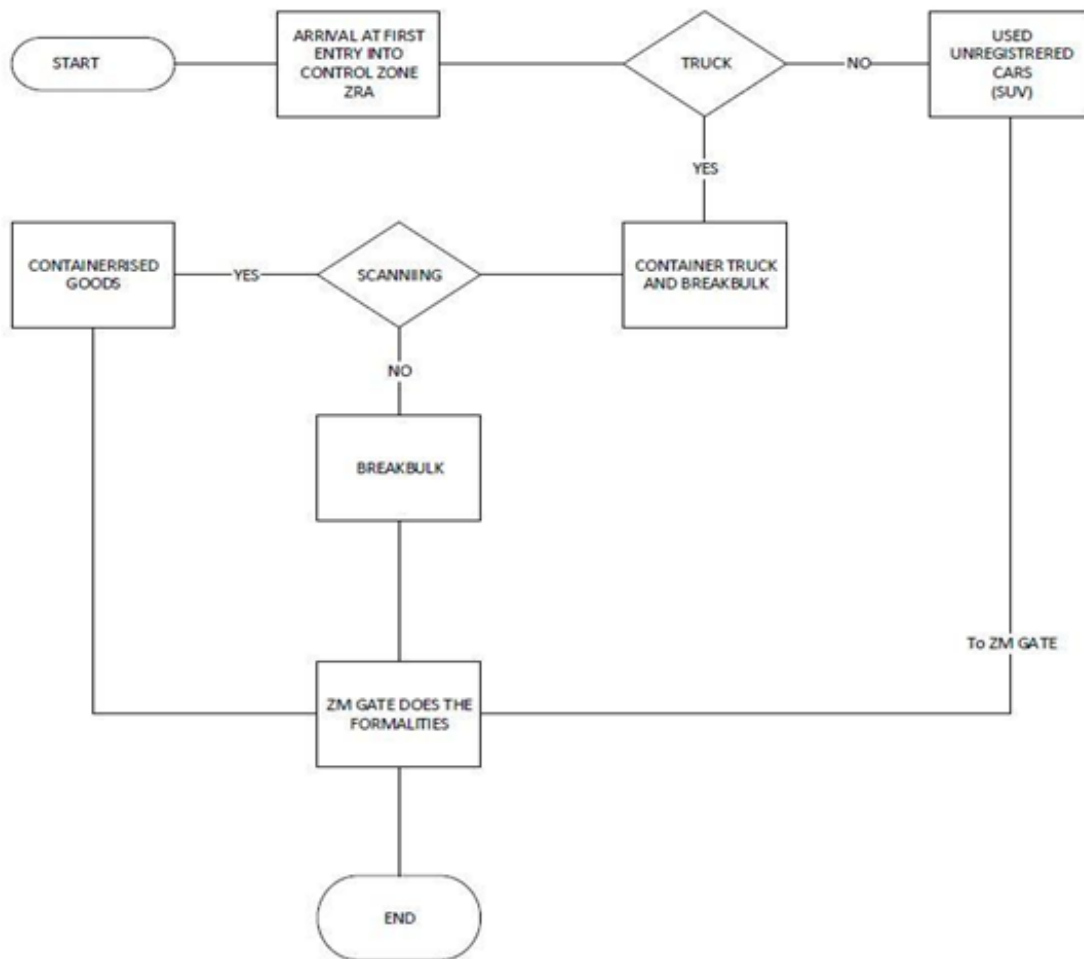 START
ARRIVAL AT FIRST
ENTRY INTO
CONTROL ZONE
ZRA
TRUCK
NO
USED
UNREGISTRERED
CARS
(SUV)
YES
CONTAINERRISED
GOODS
YES
SCANNIING
CONTAINER TRUCK
AND BREAKBULK
NO
BREAKBULK
To ZM GATE
ZM GATE DOES THE
FORMALITIES
END